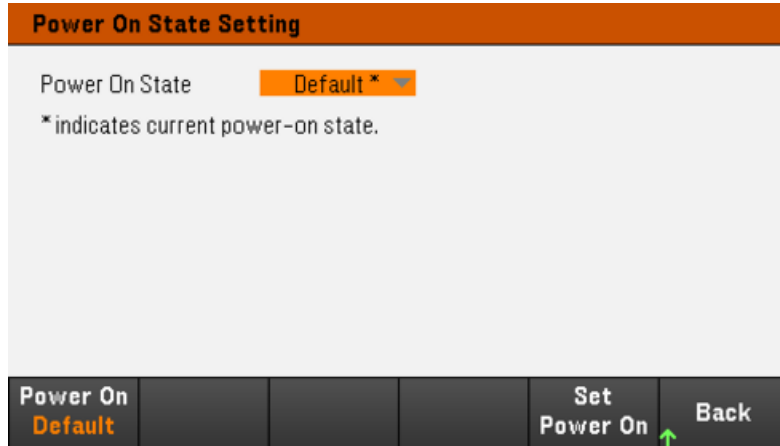 Power On State Setting
Power On State Default *
* indicates current power-on state.
Power On
Default
Set
Power On
Back